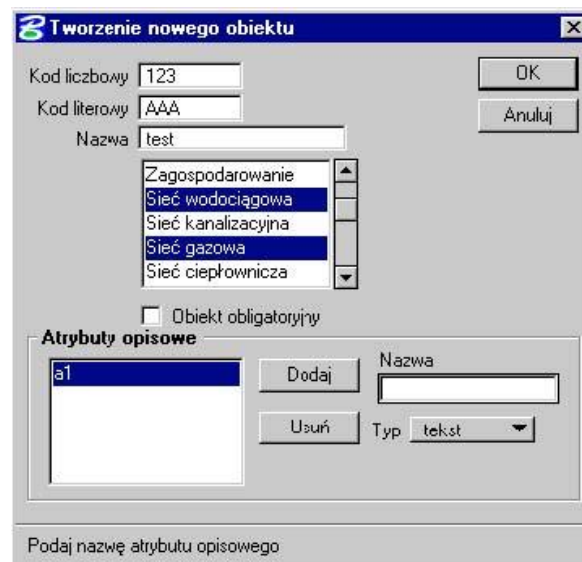 Tworzenie nowego obiektu
Kod liczbowy 123
OK
Kod literowy AAA
Anuluj
Nazwa test
Zagospodarowanie
Sieć wodociągowa
Sieć kanalizacyjna
Sieć gazowa
Sieć ciepłownicza
Obiekt obligatoryjny
Atrybuty opisowe
a1
Dodaj
Nazwa
Usuń
Typ tekst
Podaj nazwę atrybutu opisowego